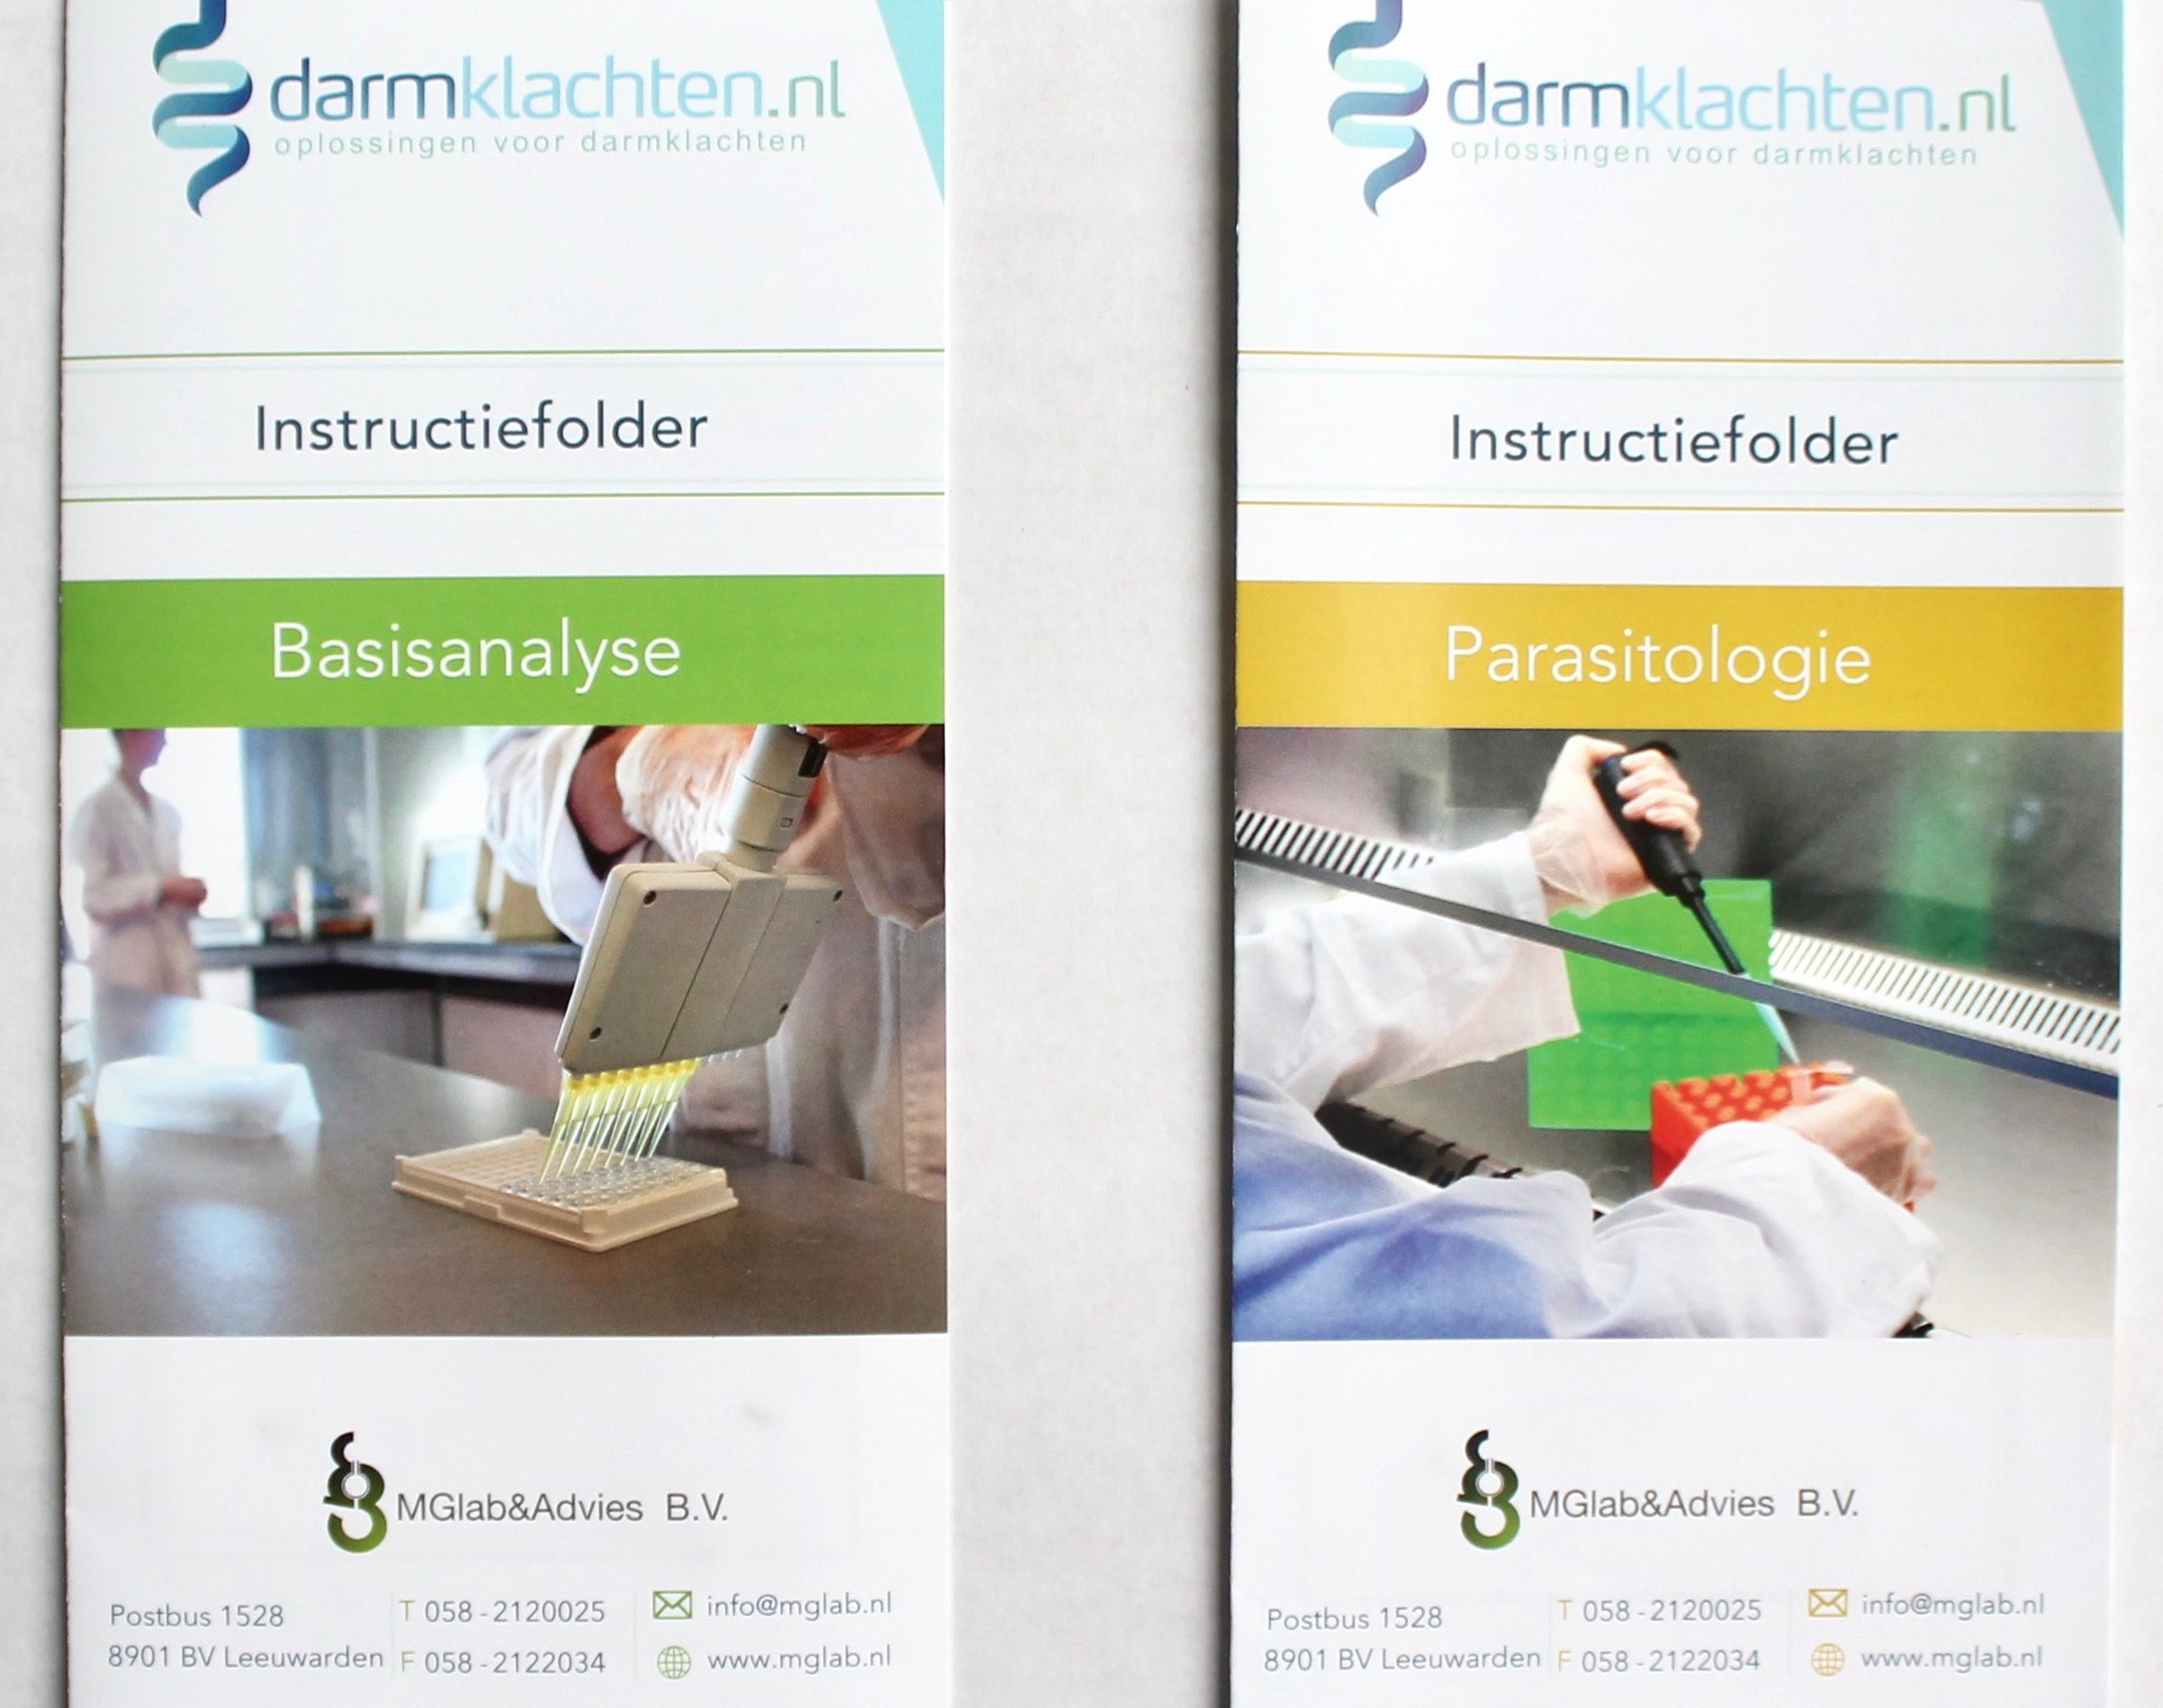 darmklachten.nl
oplossingen voor darmklachten
Instructiefolder
Basisanalyse
MGlab&Advies B.V.
Postbus 1528
8901 BV Leeuwarden
T 058-2120025
F 058-2122034
info@mglab.nl
www.mglab.nl
darmklachten.nl
oplossingen voor darmklachten
Instructiefolder
Parasitologie
MGlab&Advies B.V.
Postbus 1528
8901 BV Leeuwarden
T 058-2120025
F 058-2122034
info@mglab.nl
www.mglab.nl